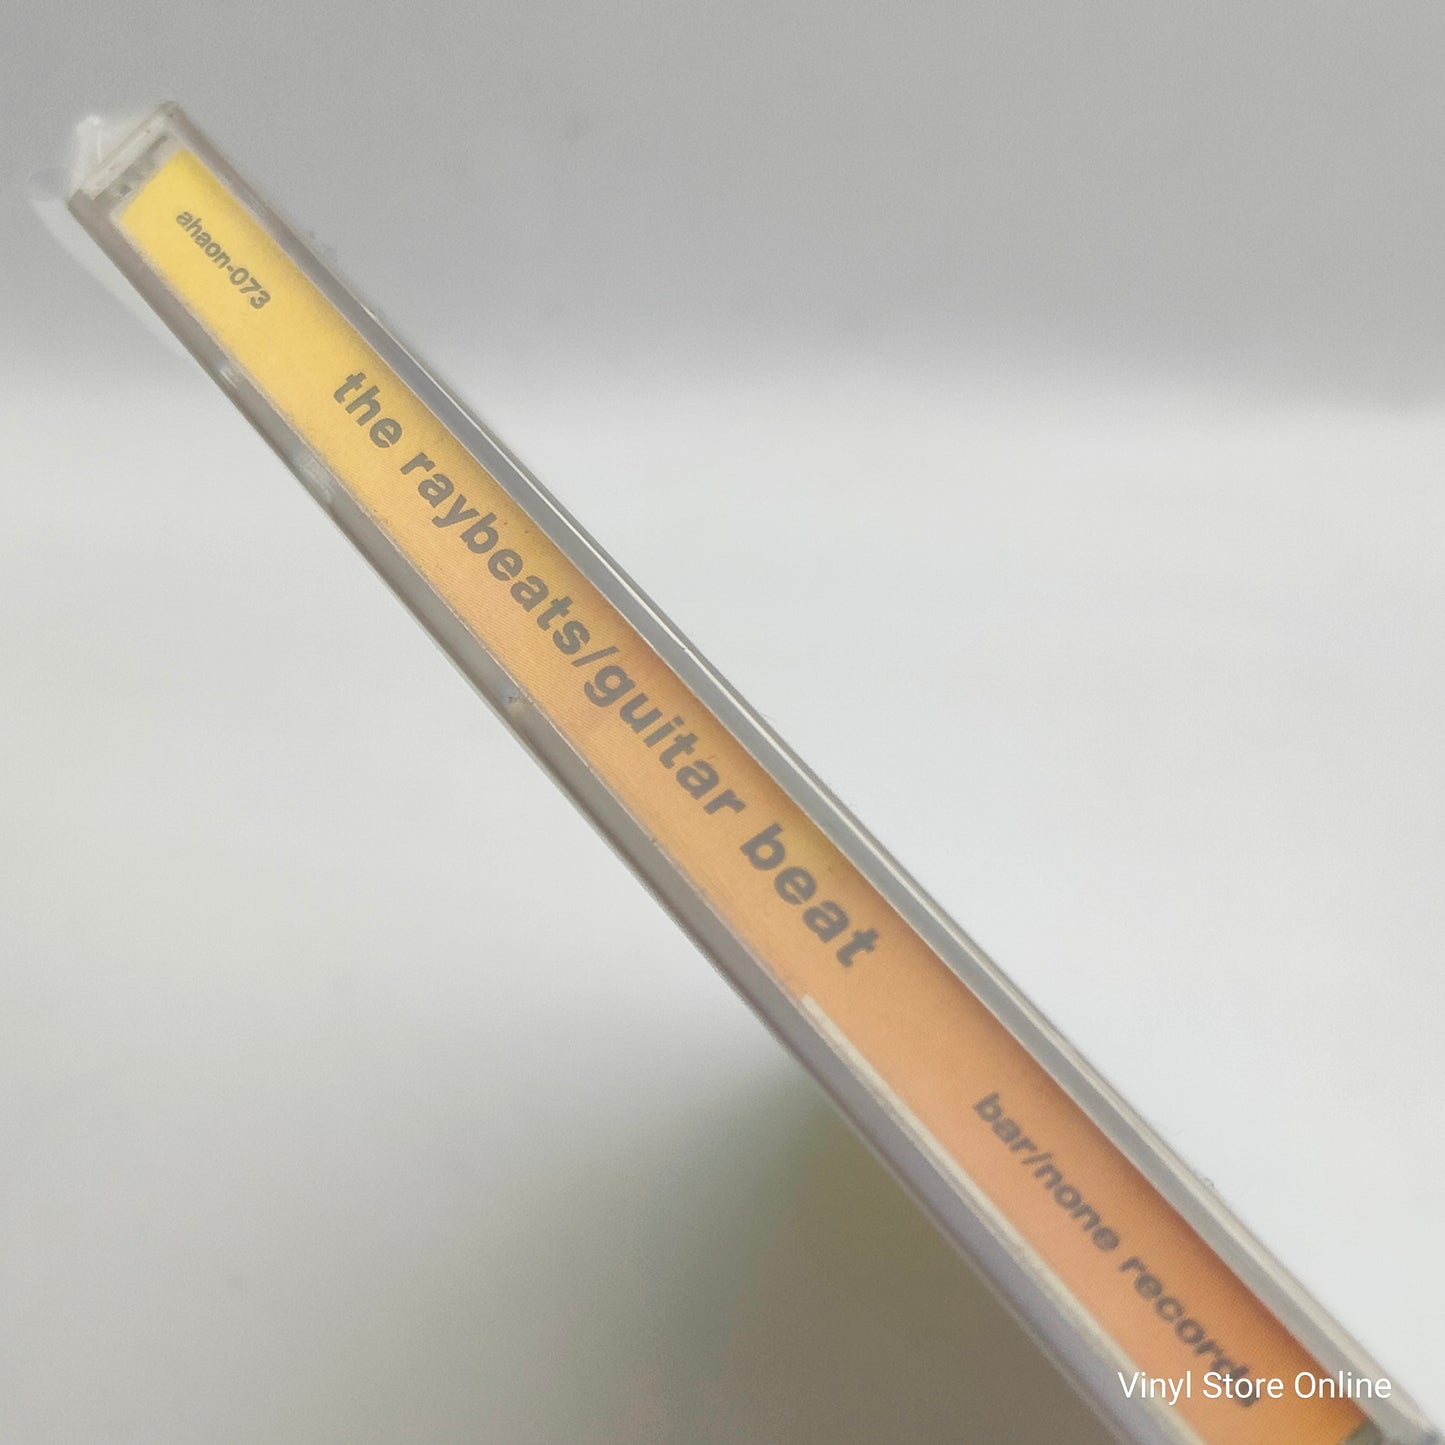 ahaon-073
the raybeats/guitar beat
bar/none records
Vinyl Store Online